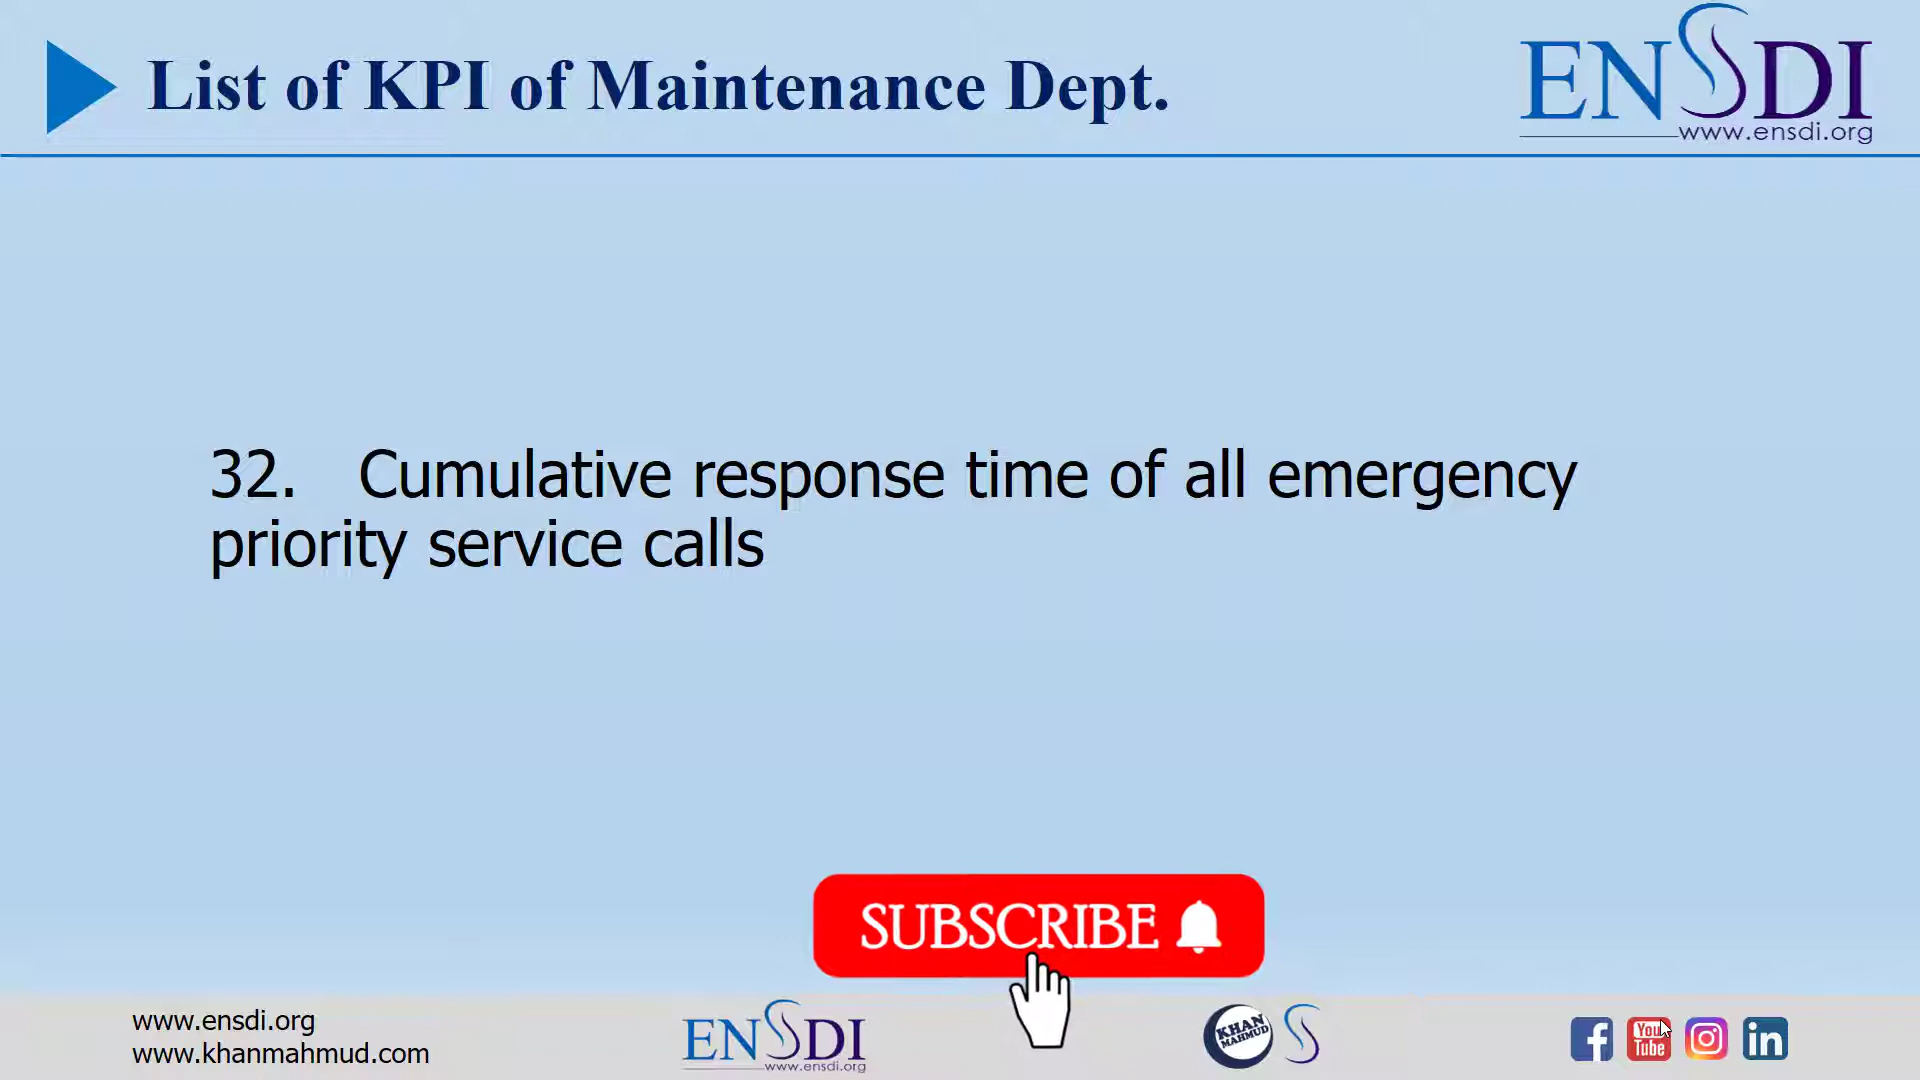 List of KPI of Maintenance Dept.
ENSDI
www.ensdi.org
32. Cumulative response time of all emergency
priority service calls
SUBSCRIBE
www.ensdi.org
www.khanmahmud.com
ENSDI
www.ensdi.org
KHAN
MAHMUD
You
Tube
in